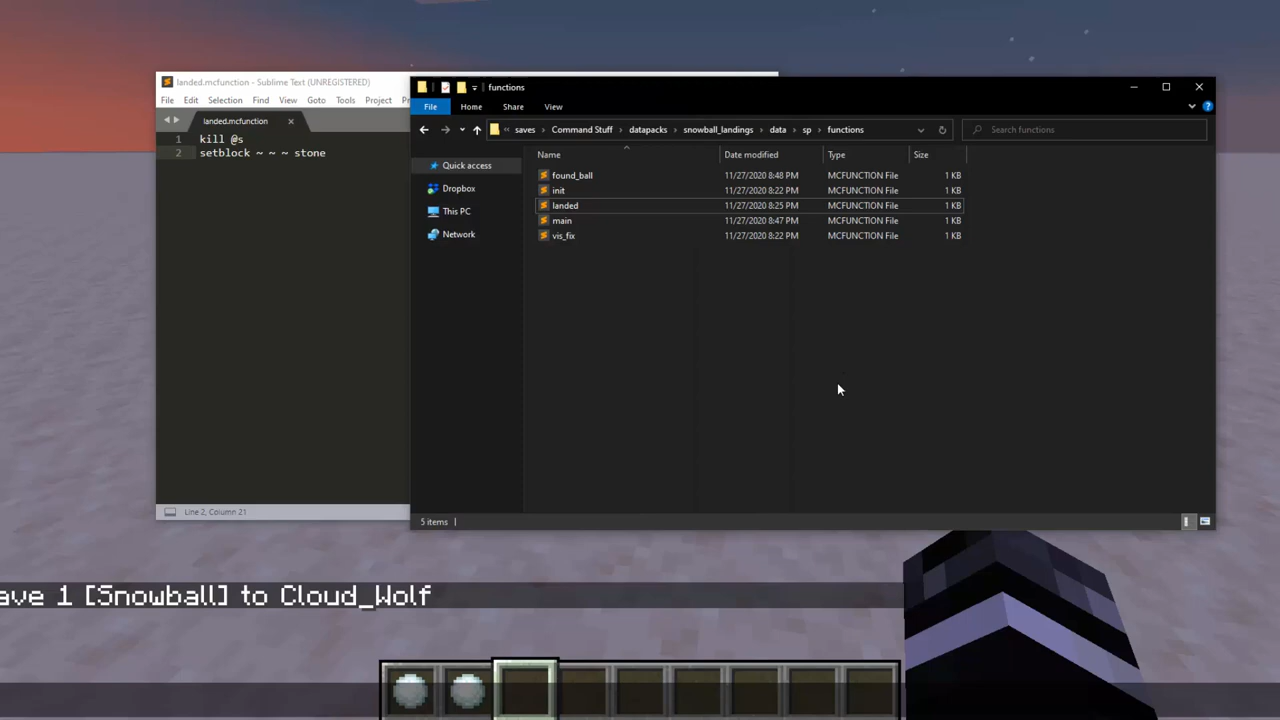 landed.mcfunction - Sublime Text (UNREGISTERED)
File Edit Selection Find View Goto Tools Project
landed.mcfunction
1 kill @s
2 setblock ~ ~ ~ stone
Line 2, Column 21
functions
File Home Share View
« saves › Command Stuff › datapacks › snowball_landings › data › sp › functions
Search functions
Quick access
Dropbox
This PC
Network
Name Date modified Type Size
found_ball 11/27/2020 8:48 PM MCFUNCTION File 1 KB
init 11/27/2020 8:22 PM MCFUNCTION File 1 KB
landed 11/27/2020 8:25 PM MCFUNCTION File 1 KB
main 11/27/2020 8:47 PM MCFUNCTION File 1 KB
vis_fix 11/27/2020 8:22 PM MCFUNCTION File 1 KB
5 items
ave 1 [Snowball] to Cloud_Wolf